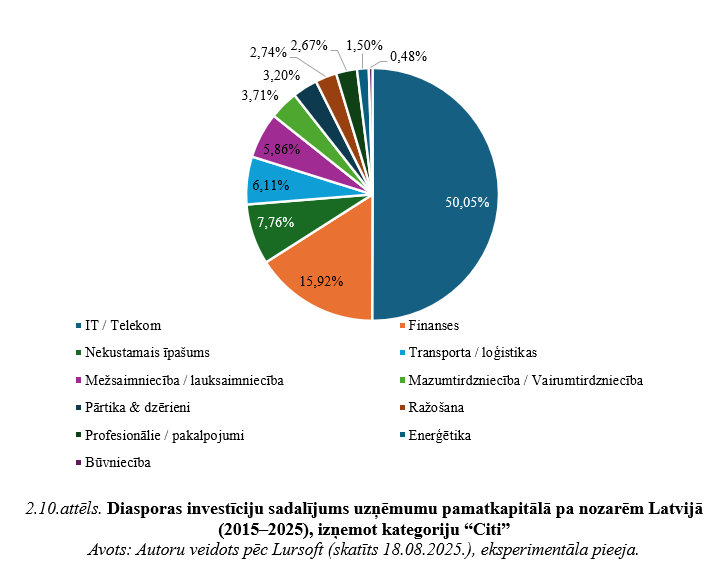 2,67%
1,50%
2,74%
0,48%
3,20%
3,71%
5,86%
6,11%
50,05%
7,76%
15,92%
IT / Telekom
Finanses
Nekustamais īpašums
Transporta / loģistikas
Mežsaimniecība / lauksaimniecība
Mazumtirdzniecība / Vairumtirdzniecība
Pārtika & dzērieni
Ražošana
Profesionālie / pakalpojumi
Enerģētika
Būvniecība
2.10.attēls. Diasporas investīciju sadalījums uzņēmumu pamatkapitālā pa nozarēm Latvijā
(2015–2025), izņemot kategoriju “Citi”
Avots: Autoru veidots pēc Lursoft (skatīts 18.08.2025.), eksperimentāla pieeja.